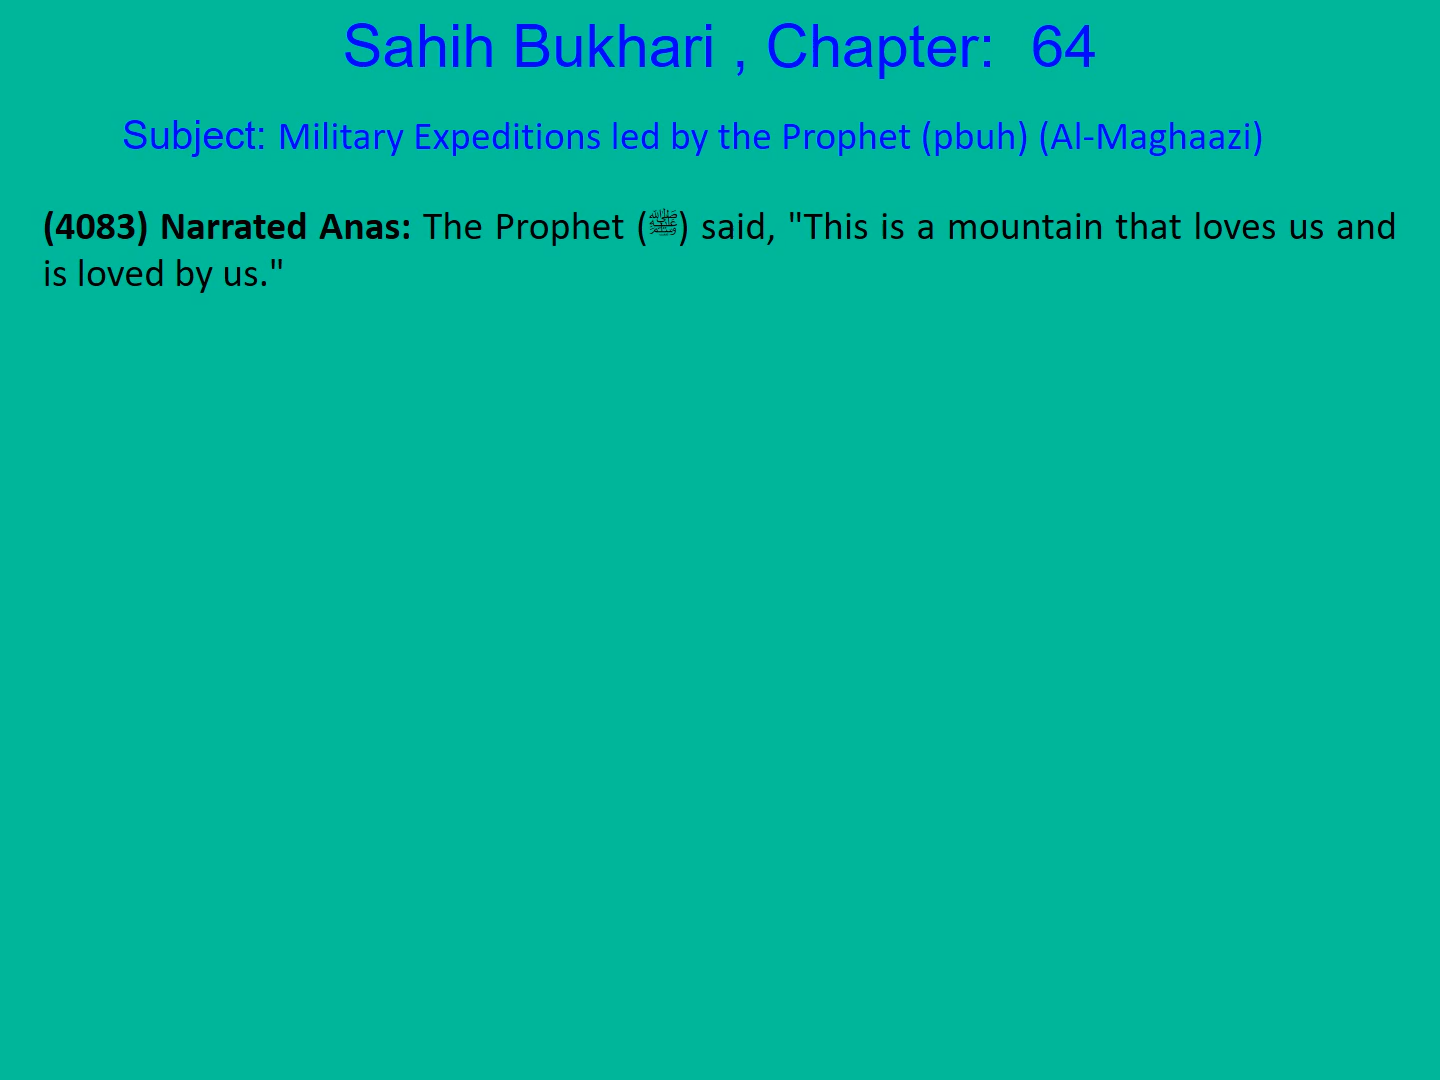 Sahih Bukhari , Chapter:  64
Subject: Military Expeditions led by the Prophet (pbuh) (Al-Maghaazi)
(4083) Narrated Anas: The Prophet (ﷺ) said, "This is a mountain that loves us and
is loved by us."